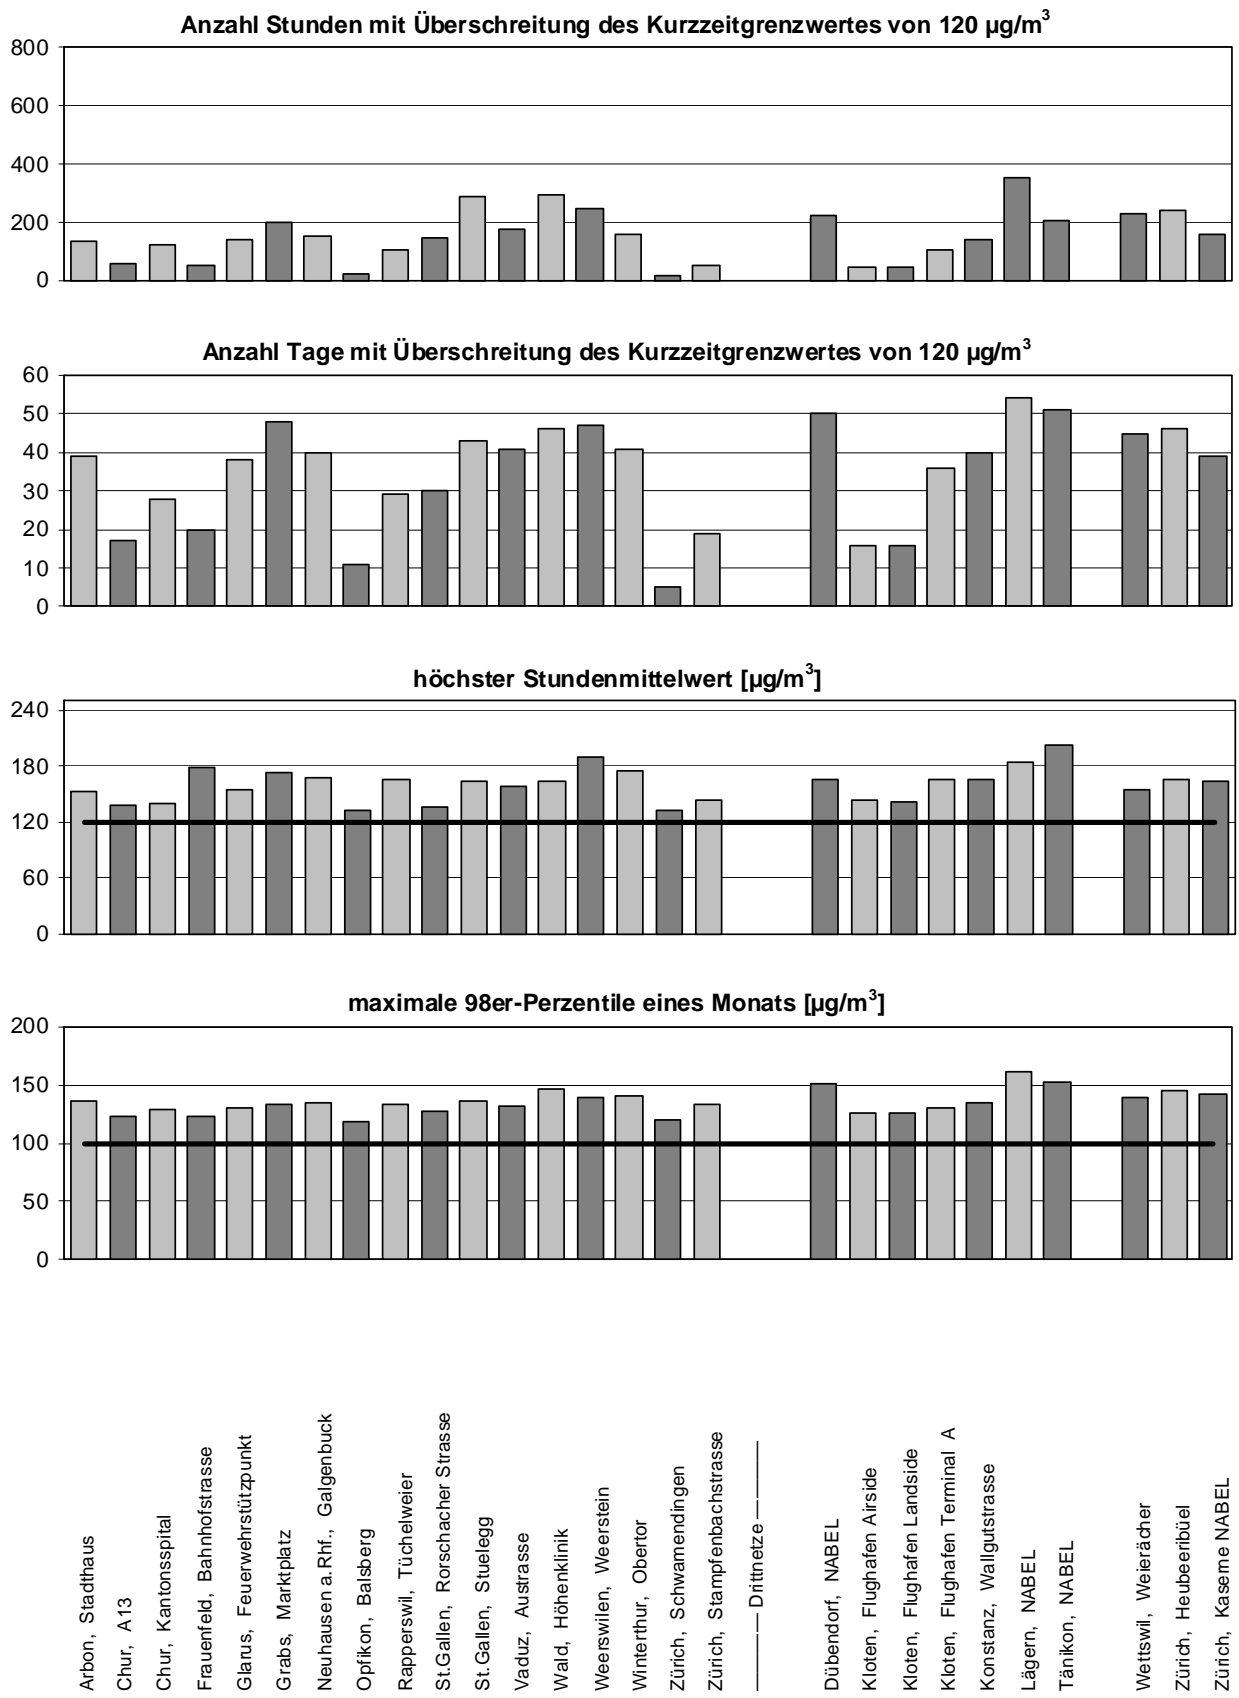 Anzahl Stunden mit Überschreitung des Kurzzeitgrenzwertes von 120 µg/m³
800
600
400
200
0
Anzahl Tage mit Überschreitung des Kurzzeitgrenzwertes von 120 µg/m³
60
50
40
30
20
10
0
höchster Stundenmittelwert [µg/m³]
240
180
120
60
0
maximale 98er-Perzentile eines Monats [µg/m³]
200
150
100
50
0
Arbon, Stadthaus
Chur, A13
Chur, Kantonsspital
Frauenfeld, Bahnhofstrasse
Glarus, Feuerwehrstützpunkt
Grabs, Marktplatz
Neuhausen a.Rhf., Galgenbuck
Opfikon, Balsberg
Rapperswil, Tüchelweier
St.Gallen, Rorschacher Strasse
St.Gallen, Stuelegg
Vaduz, Austrasse
Wald, Höhenklinik
Weerswilen, Weerstein
Winterthur, Obertor
Zürich, Schwamendingen
Zürich, Stampfenbachstrasse
Drittnetze
Dübendorf, NABEL
Kloten, Flughafen Airside
Kloten, Flughafen Landside
Kloten, Flughafen Terminal A
Konstanz, Wallgutstrasse
Lägern, NABEL
Tänikon, NABEL
Wettswil, Weierächer
Zürich, Heubeeribüel
Zürich, Kaserne NABEL